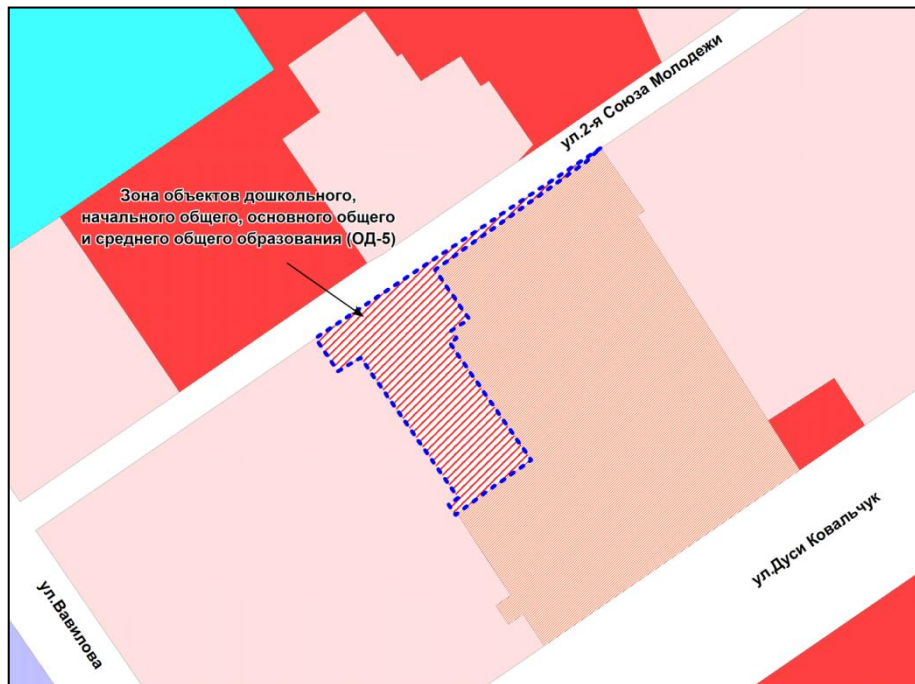 ул.2-я Союза Молодежи
Зона объектов дошкольного,
начального общего, основного общего
и среднего общего образования (ОД-5)
ул.Дуси Ковальчук
ул.Вавилова